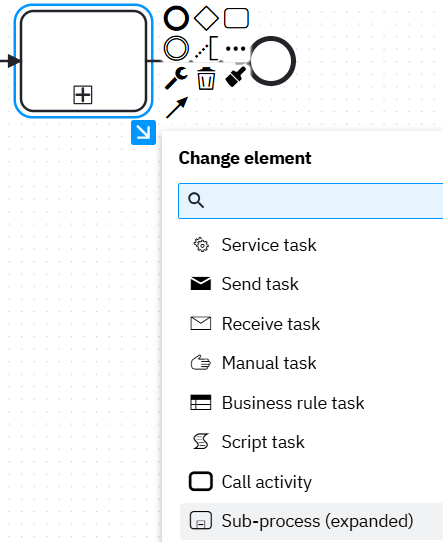 Change element
Service task
Send task
Receive task
Manual task
Business rule task
Script task
Call activity
Sub-process (expanded)